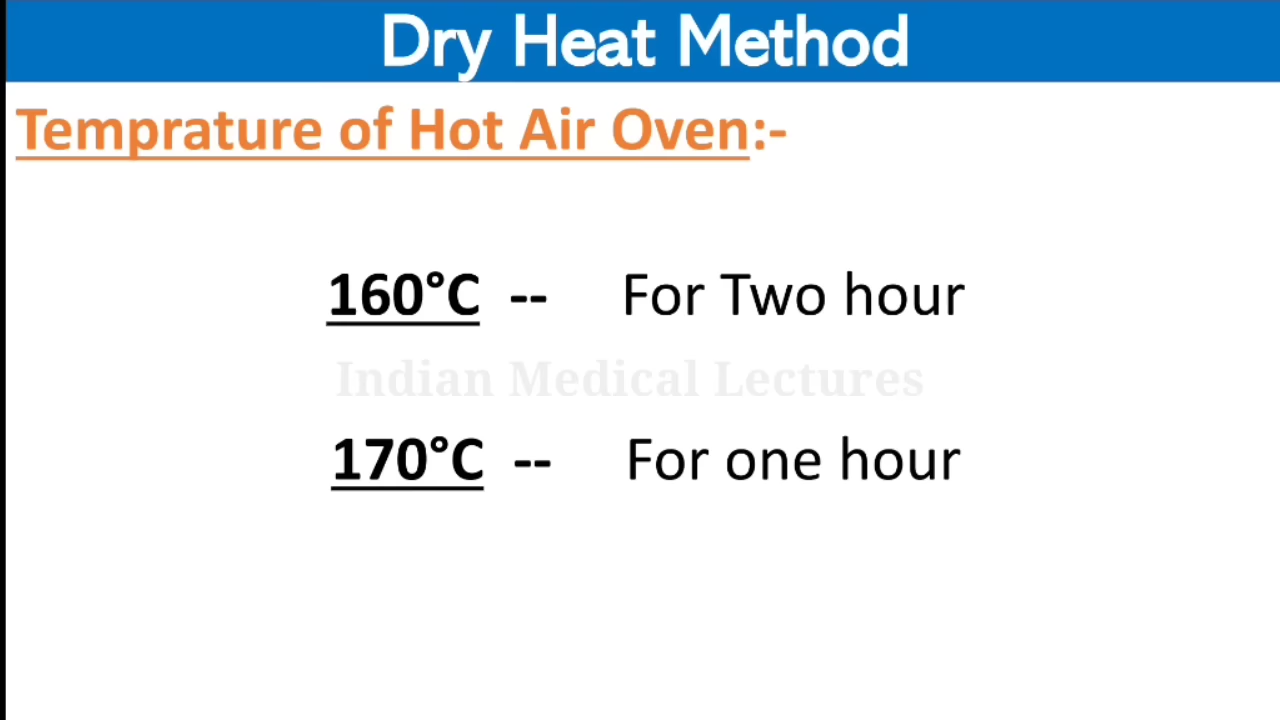 Dry Heat Method
Temprature of Hot Air Oven:-
160°C -- For Two hour
Indian Medical Lectures
170°C -- For one hour